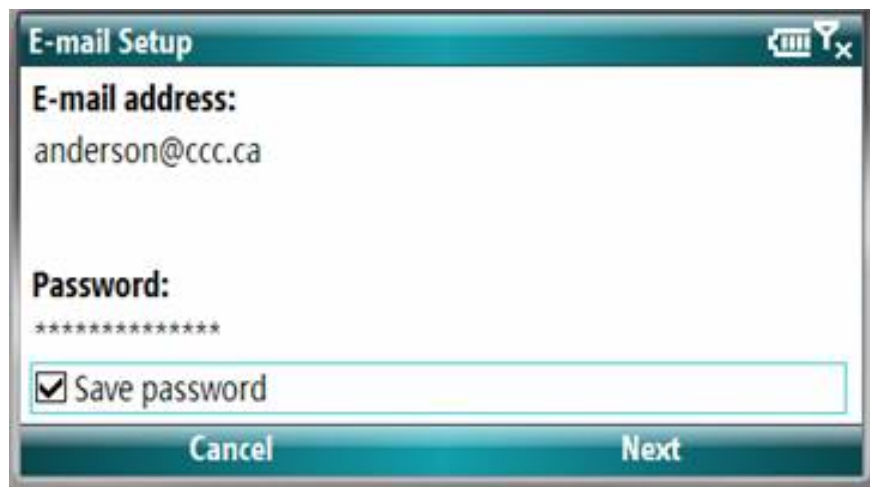 E-mail Setup
E-mail address:
anderson@ccc.ca
Password:
**************
Save password
Cancel Next